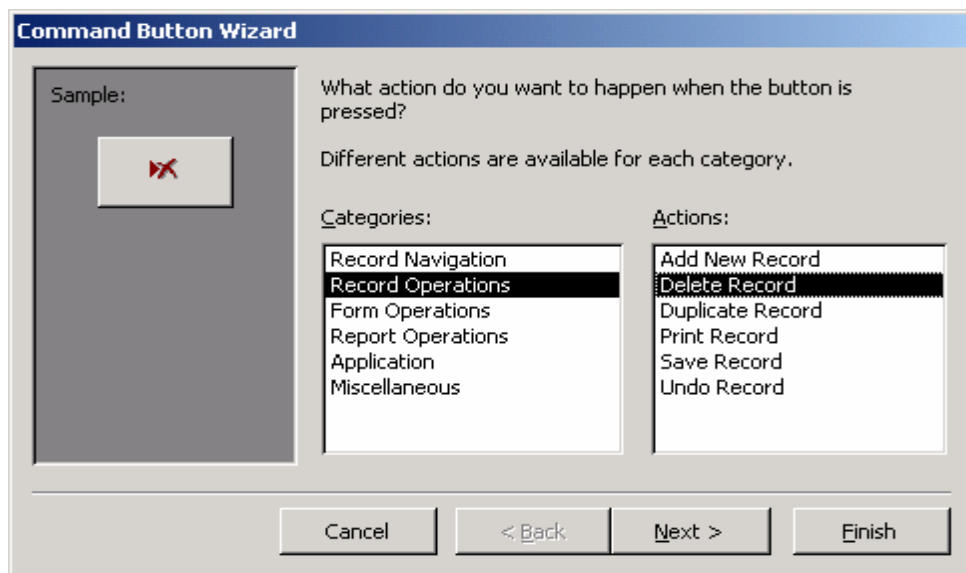 Command Button Wizard
Sample:
What action do you want to happen when the button is
pressed?
Different actions are available for each category.
Categories:
Record Navigation
Record Operations
Form Operations
Report Operations
Application
Miscellaneous
Actions:
Add New Record
Delete Record
Duplicate Record
Print Record
Save Record
Undo Record
Cancel
< Back
Next >
Finish